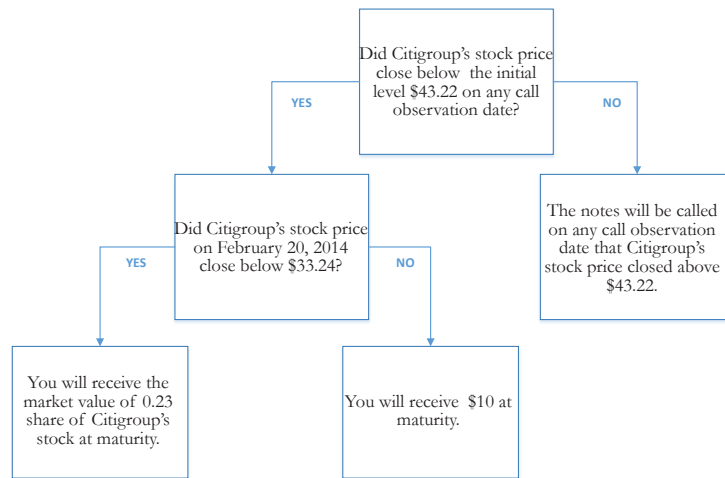 Did Citigroup's stock price
close below the initial
level $43.22 on any call
observation date?
YES
NO
Did Citigroup's stock price
on February 20, 2014
close below $33.24?
The notes will be called
on any call observation
date that Citigroup's
stock price closed above
$43.22.
YES
NO
You will receive the
market value of 0.23
share of Citigroup's
stock at maturity.
You will receive $10 at
maturity.